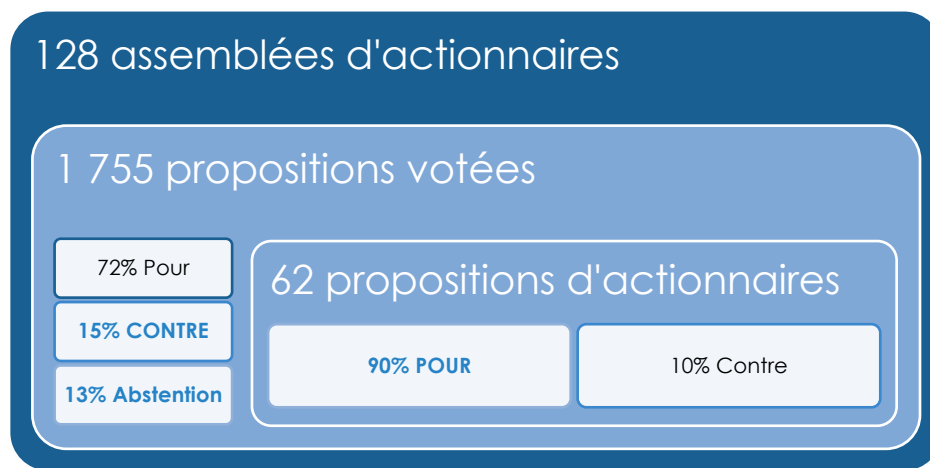 128 assemblées d'actionnaires
1 755 propositions votées
72% Pour
15% CONTRE
13% Abstention
62 propositions d'actionnaires
90% POUR
10% Contre